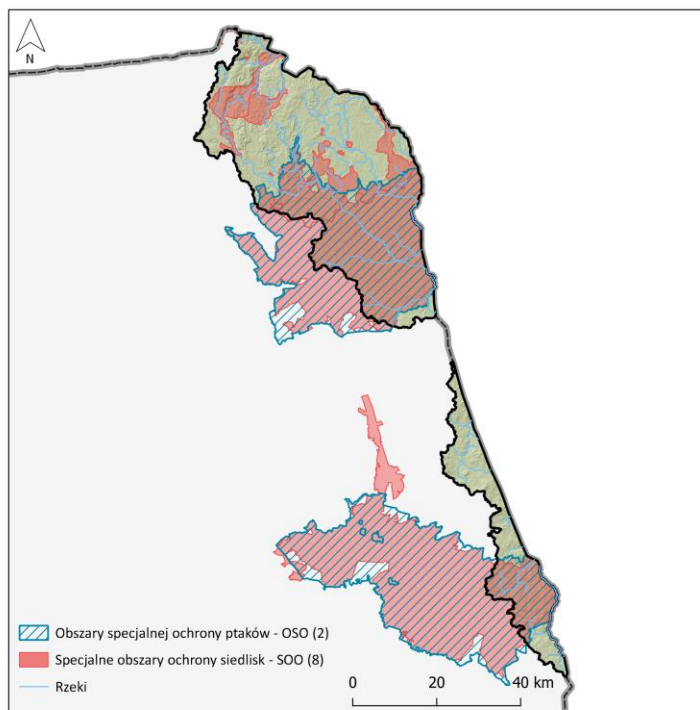 N
Obszary specjalnej ochrony ptaków - OSO (2)
Specjalne obszary ochrony siedlisk - SOO (8)
Rzeki
0 20 40 km